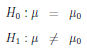 H₀ : μ = μ₀
H₁ : μ ≠ μ₀